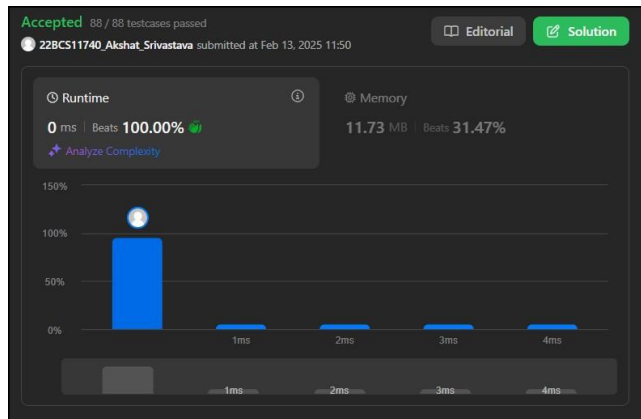 Accepted 88 / 88 testcases passed
22BCS11740_Akshat_Srivastava submitted at Feb 13, 2025 11:50
Editorial
Solution
Runtime
0 ms | Beats 100.00%
Analyze Complexity
Memory
11.73 MB | Beats 31.47%
150%
100%
50%
0%
1ms 2ms 3ms 4ms
1ms 2ms 3ms 4ms